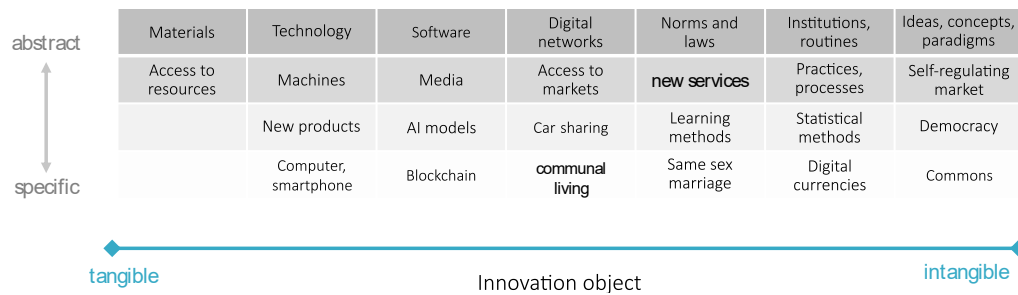 abstract
specific
Materials
Technology
Software
Digital
networks
Norms and
laws
Institutions,
routines
Ideas, concepts,
paradigms
Access to
resources
Machines
Media
Access to
markets
new services
Practices,
processes
Self-regulating
market
New products
AI models
Car sharing
Learning
methods
Statistical
methods
Democracy
Computer,
smartphone
Blockchain
communal
living
Same sex
marriage
Digital
currencies
Commons
tangible
Innovation object
intangible